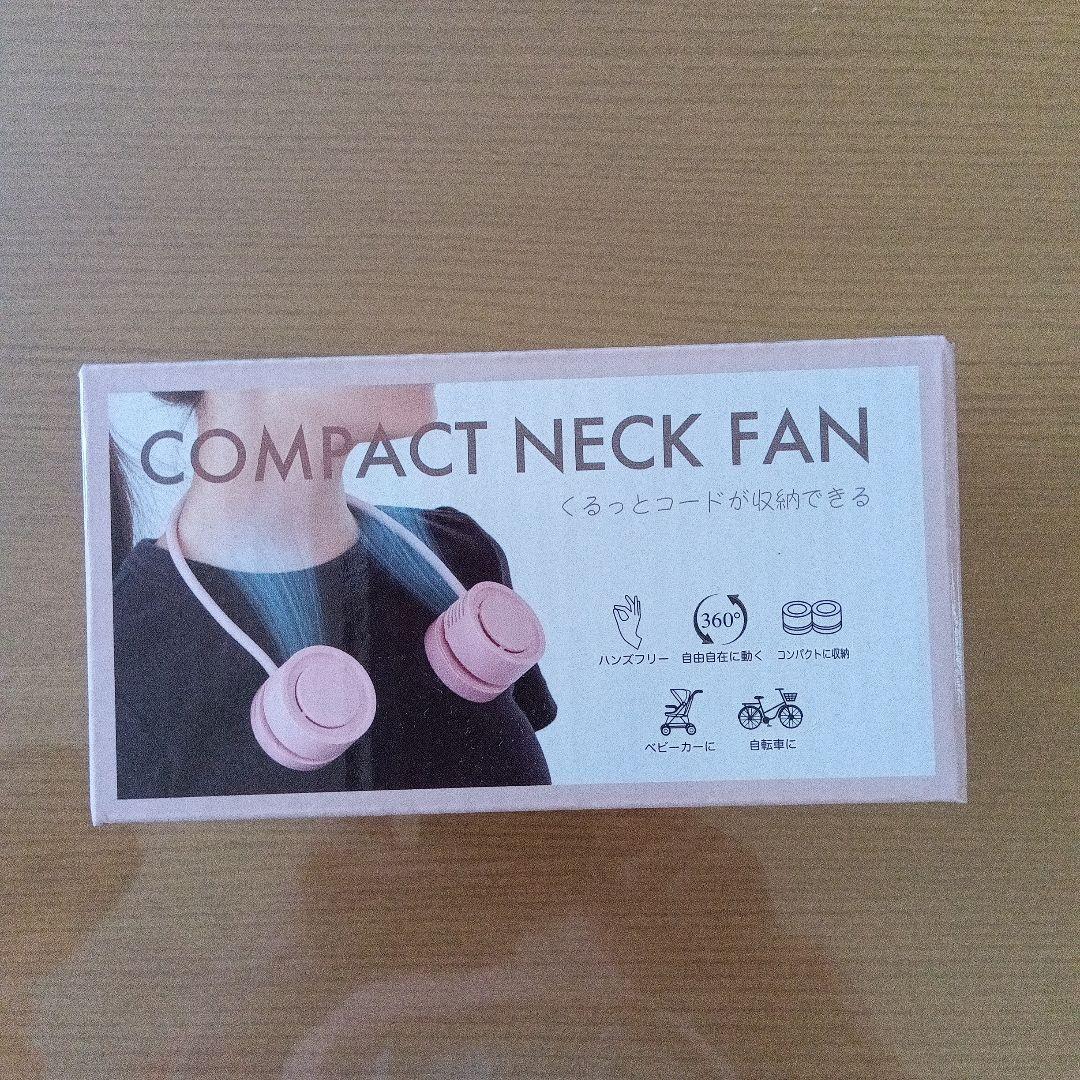 COMPACT NECK FAN
くるっとコードが収納できる
360°
ハンズフリー 自由自在に動く コンパクトに収納
ベビーカーに 自転車に